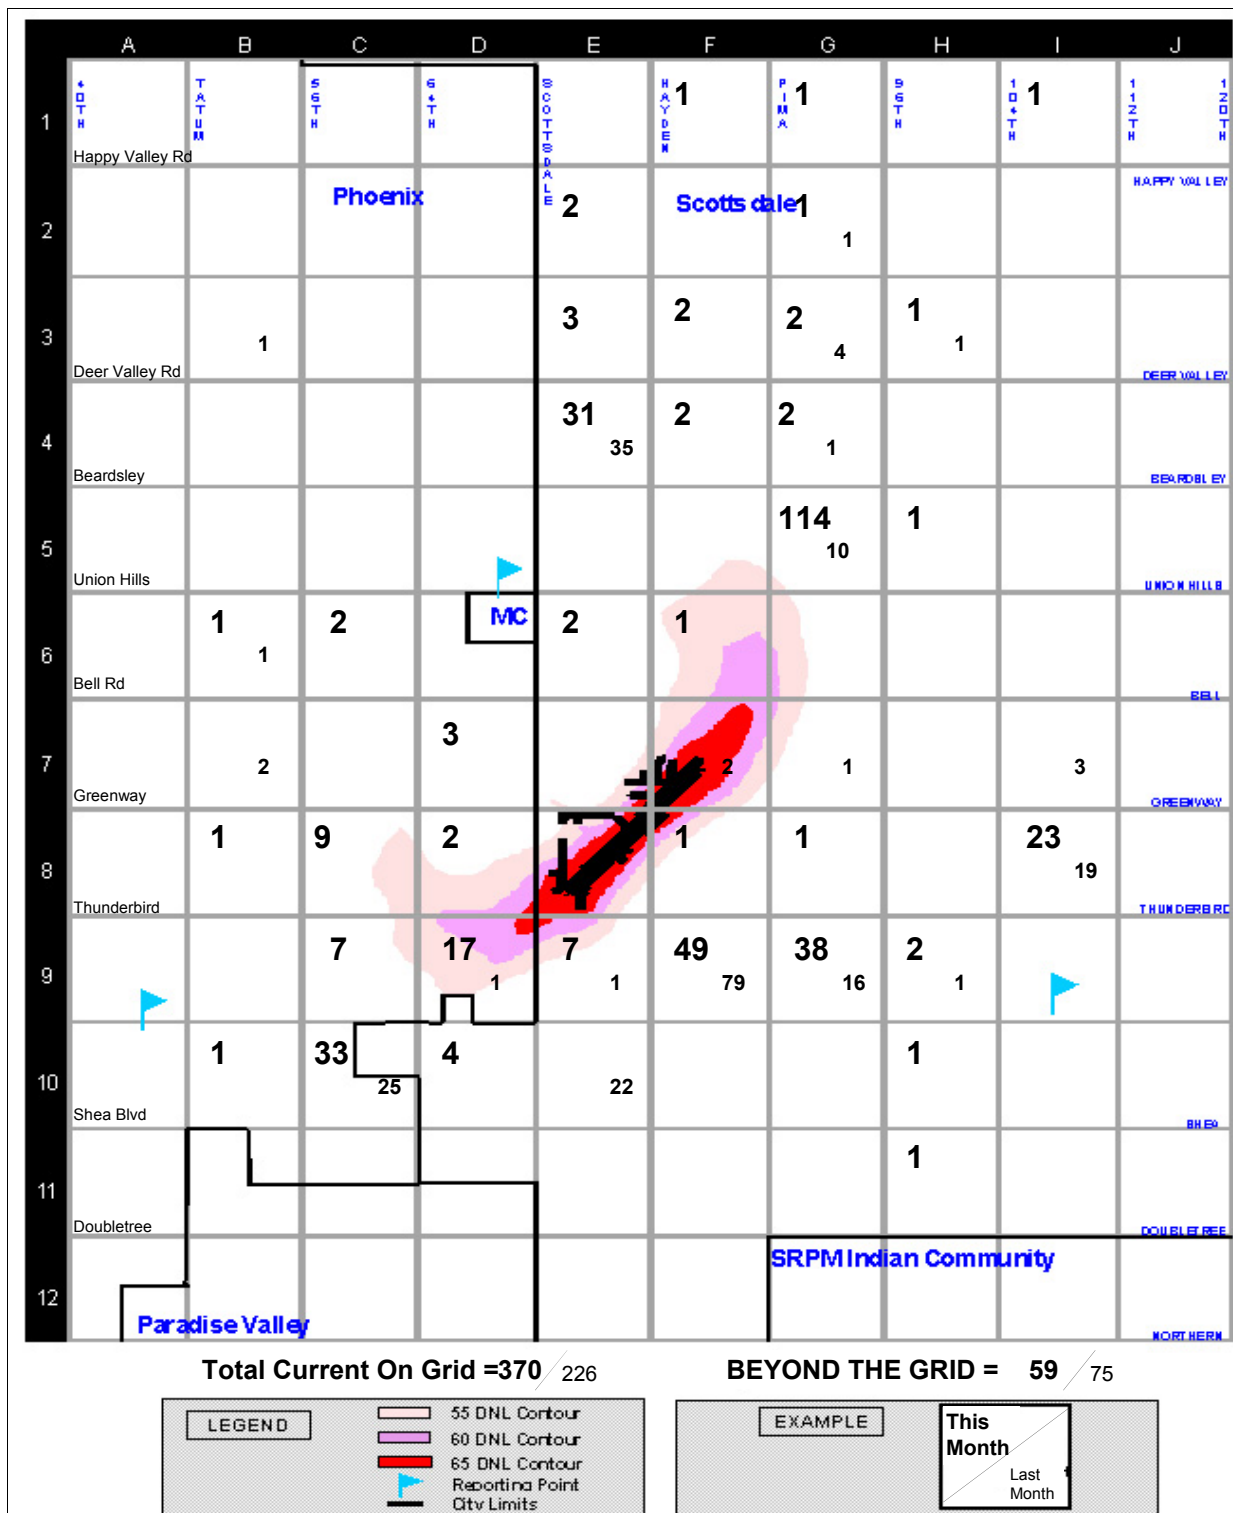 A B C D E F G H I J
40TH TATUM 56TH 64TH SCOTTSDALE HAYDEN 1 PIMA 1 96TH 104TH 1 112TH 120TH
1
Happy Valley Rd
HAPPY VALLEY
Phoenix 2 Scottsdale 1
2 1
3 2 2 1
3 1 4 1
Deer Valley Rd DEER VALLEY
31 2 2
4 35 1
Beardsley BEARDSLEY
114 1
5 10
Union Hills UNION HILLS
1 2 MC 2 1
6 1
Bell Rd BELL
3
7 2 2 1 3
Greenway GREENWAY
1 9 2 1 1 23
8 19
Thunderbird THUNDERBIRD
7 17 7 49 38 2
9 1 1 79 16 1
1 33 4 1
10 25 22
Shea Blvd SHEA
1
11
Doubletree DOUBLETREE
SRPM Indian Community
12
Paradise Valley NORTHERN
Total Current On Grid =370 / 226 BEYOND THE GRID = 59 / 75
LEGEND
55 DNL Contour
60 DNL Contour
65 DNL Contour
Reporting Point
City Limits
EXAMPLE
This
Month
Last
Month